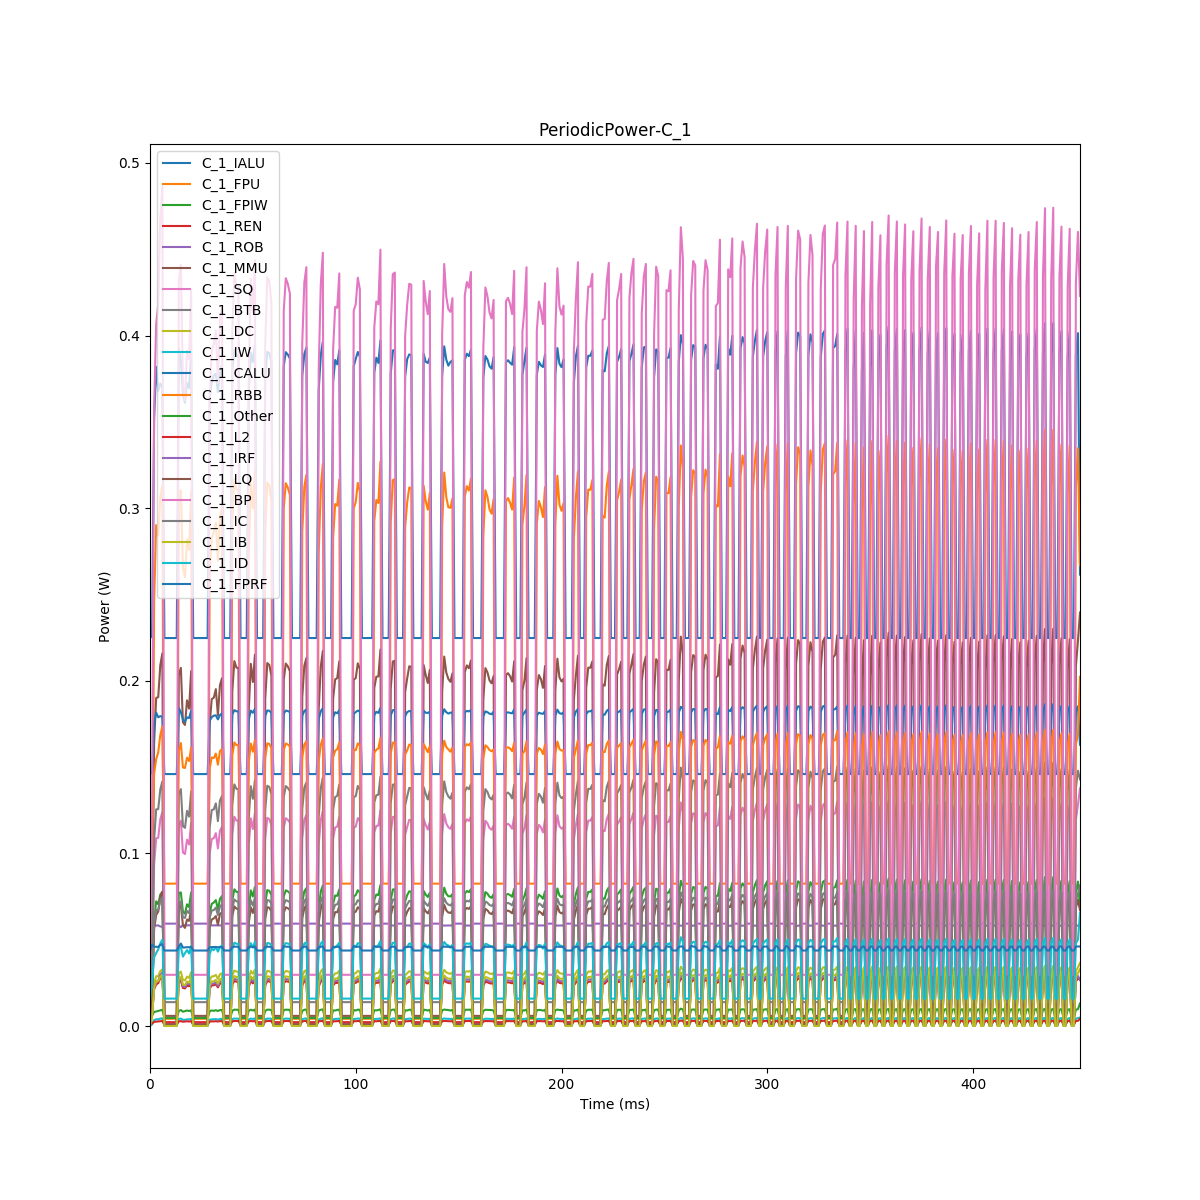 PeriodicPower-C_1
0.5
0.4
0.3
0.2
0.1
0.0
Power (W)
C_1_IALU
C_1_FPU
C_1_FPIW
C_1_REN
C_1_ROB
C_1_MMU
C_1_SQ
C_1_BTB
C_1_DC
C_1_IW
C_1_CALU
C_1_RBB
C_1_Other
C_1_L2
C_1_IRF
C_1_LQ
C_1_BP
C_1_IC
C_1_IB
C_1_ID
C_1_FPRF
0 100 200 300 400
Time (ms)